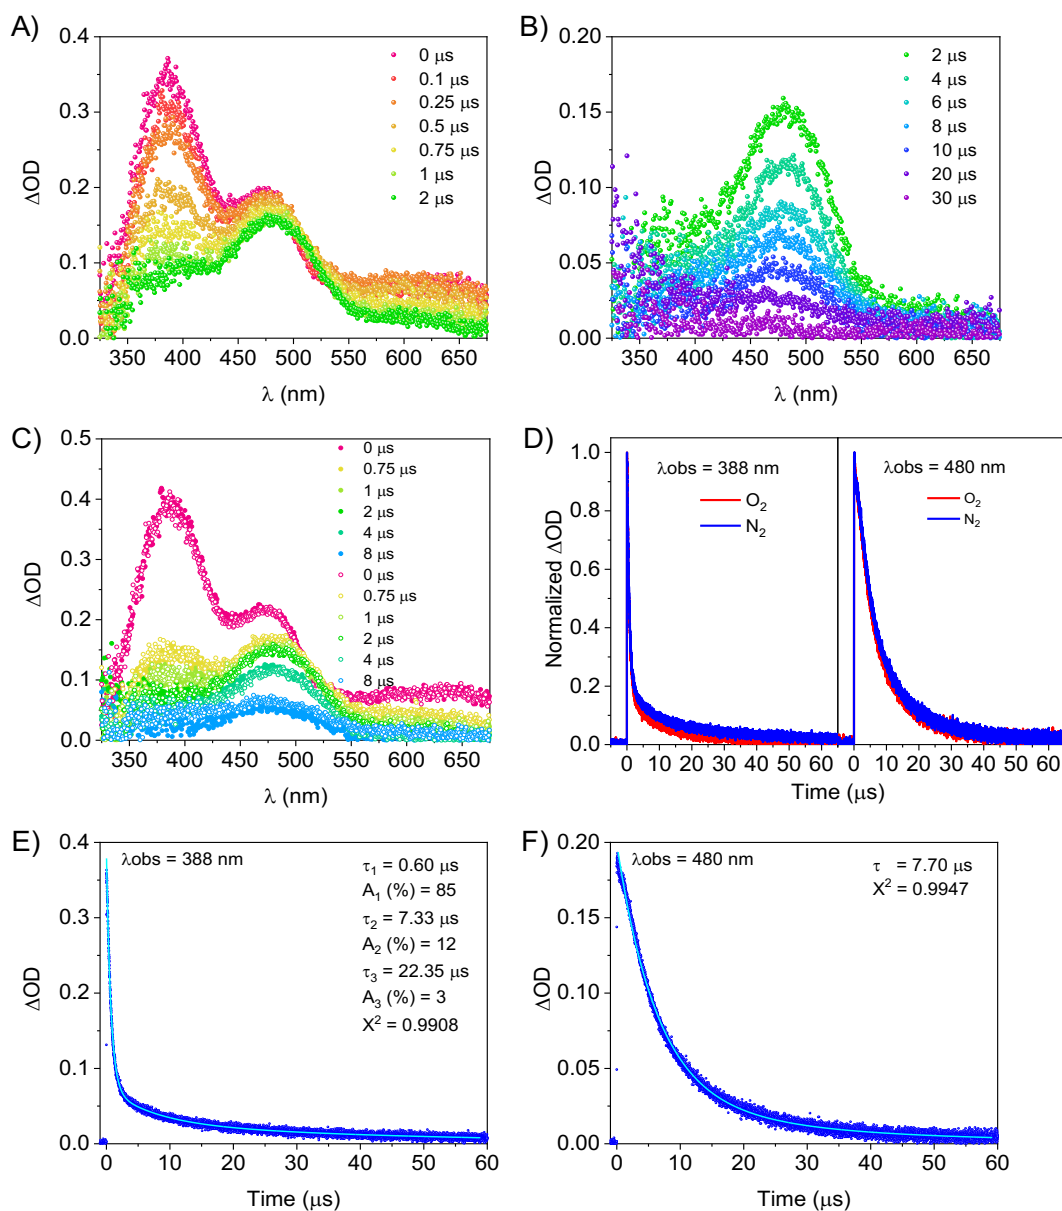 A)
0.4
0.3
0.2
0.1
0.0
ΔOD
350 400 450 500 550 600 650
λ (nm)
0 μs
0.1 μs
0.25 μs
0.5 μs
0.75 μs
1 μs
2 μs
B)
0.20
0.15
0.10
0.05
0.00
ΔOD
350 400 450 500 550 600 650
λ (nm)
2 μs
4 μs
6 μs
8 μs
10 μs
20 μs
30 μs
C)
0.5
0.4
0.3
0.2
0.1
0.0
ΔOD
350 400 450 500 550 600 650
λ (nm)
0 μs
0.75 μs
1 μs
2 μs
4 μs
8 μs
0 μs
0.75 μs
1 μs
2 μs
4 μs
8 μs
D)
1.0
0.8
0.6
0.4
0.2
0.0
Normalized ΔOD
λobs = 388 nm
O₂
N₂
λobs = 480 nm
O₂
N₂
0 10 20 30 40 50 60 0 10 20 30 40 50 60
Time (μs)
E)
0.4
0.3
0.2
0.1
0.0
ΔOD
λobs = 388 nm
τ₁ = 0.60 μs
A₁ (%) = 85
τ₂ = 7.33 μs
A₂ (%) = 12
τ₃ = 22.35 μs
A₃ (%) = 3
X² = 0.9908
0 10 20 30 40 50 60
Time (μs)
F)
0.20
0.15
0.10
0.05
0.00
ΔOD
λobs = 480 nm
τ = 7.70 μs
X² = 0.9947
0 10 20 30 40 50 60
Time (μs)